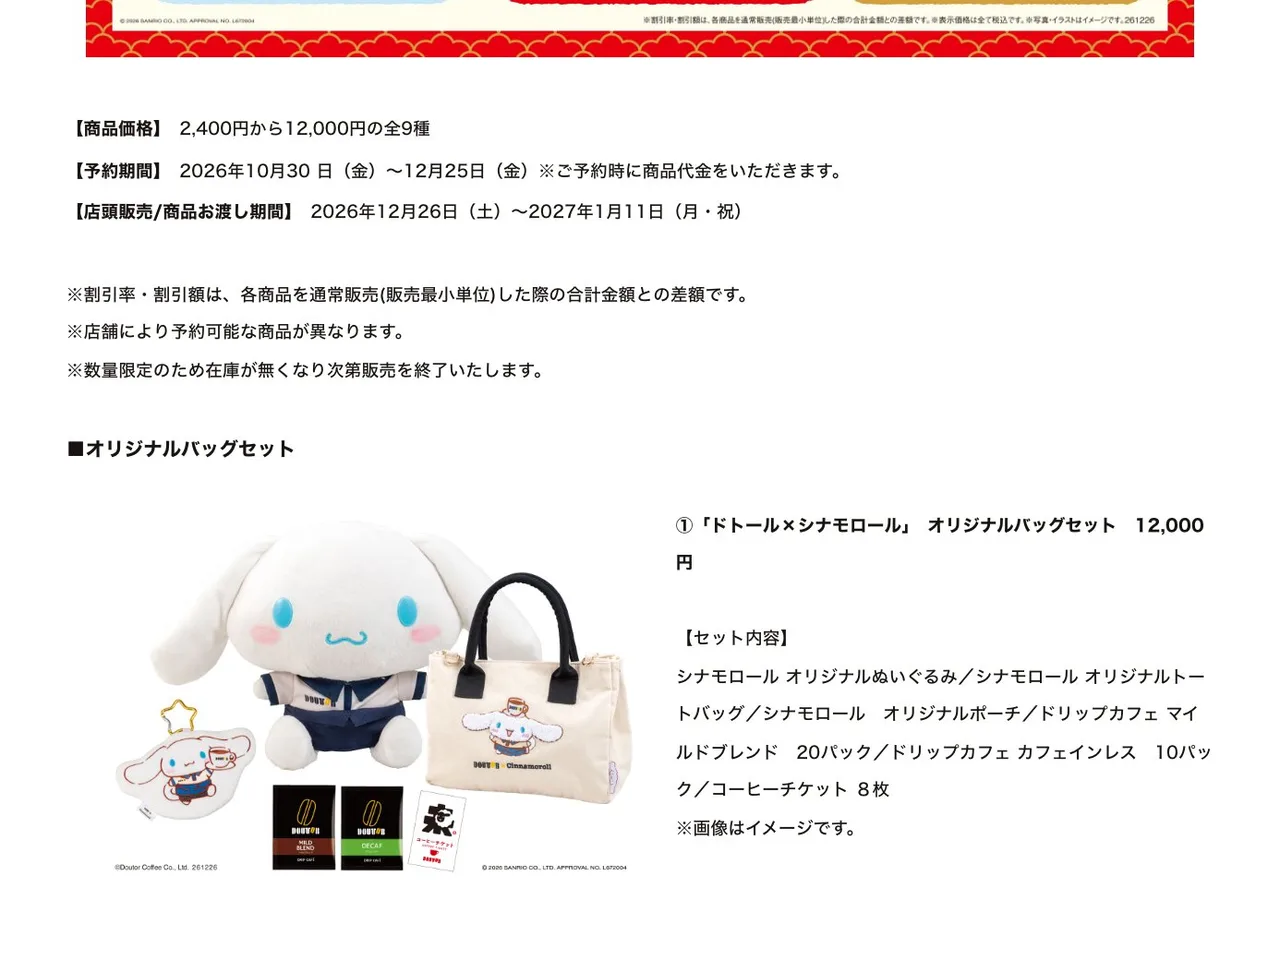 © 2026 SANRIO CO., LTD. APPROVAL NO. L672004
※割引率・割引額は、各商品を通常販売(販売最小単位)した際の合計金額との差額です。※表示価格は全て税込です。※写真・イラストはイメージです。261226
【商品価格】 2,400円から12,000円の全9種
【予約期間】 2026年10月30 日（金）～12月25日（金）※ご予約時に商品代金をいただきます。
【店頭販売/商品お渡し期間】 2026年12月26日（土）～2027年1月11日（月・祝）
※割引率・割引額は、各商品を通常販売(販売最小単位)した際の合計金額との差額です。
※店舗により予約可能な商品が異なります。
※数量限定のため在庫が無くなり次第販売を終了いたします。
■オリジナルバッグセット
①「ドトール×シナモロール」 オリジナルバッグセット　12,000
円
【セット内容】
シナモロール オリジナルぬいぐるみ／シナモロール オリジナルトー
トバッグ／シナモロール　オリジナルポーチ／ドリップカフェ マイ
ルドブレンド　20パック／ドリップカフェ カフェインレス　10パッ
ク／コーヒーチケット ８枚
※画像はイメージです。
DOUTOR
DOUTOR × Cinnamoroll
DOUTOR
MILD
BLEND
DRIP CAFÉ
DOUTOR
DECAF
DRIP CAFÉ
コーヒーチケット
DOUTOR
©Doutor Coffee Co., Ltd. 261226
© 2026 SANRIO CO., LTD. APPROVAL NO. L672004